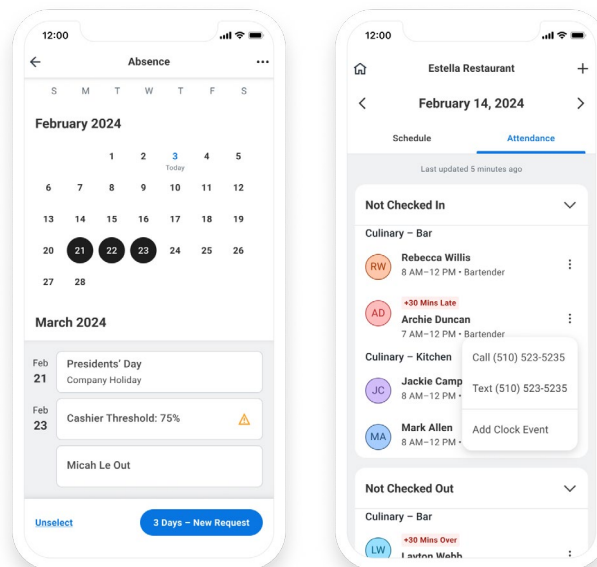 12:00
Absence
S M T W T F S
February 2024
1 2 3 4 5
Today
6 7 8 9 10 11 12
13 14 15 16 17 18 19
20 21 22 23 24 25 26
27 28
March 2024
Feb
21
Presidents' Day
Company Holiday
Feb
23
Cashier Threshold: 75%
Micah Le Out
Unselect
3 Days – New Request
12:00
Estella Restaurant
February 14, 2024
Schedule Attendance
Last updated 5 minutes ago
Not Checked In
Culinary – Bar
RW
Rebecca Willis
8 AM–12 PM • Bartender
AD
+30 Mins Late
Archie Duncan
7 AM–12 PM • Bartender
Call (510) 523-5235
Text (510) 523-5235
Add Clock Event
Culinary – Kitchen
JC
Jackie Camp
8 AM–12 PM •
MA
Mark Allen
8 AM–12 PM •
Not Checked Out
Culinary – Bar
LW
+30 Mins Over
Layton Webb